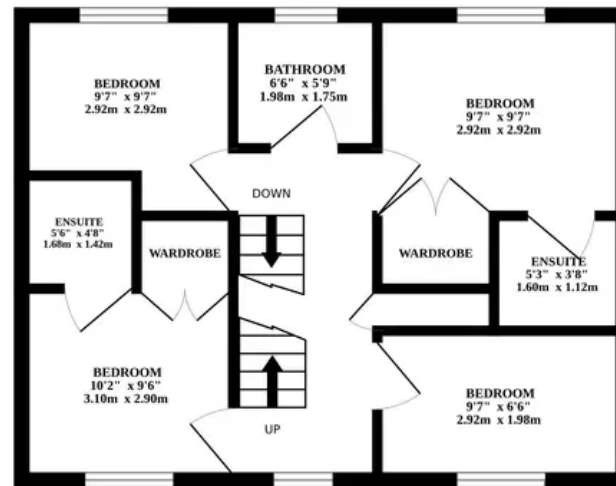 BEDROOM
9'7" x 9'7"
2.92m x 2.92m
BATHROOM
6'6" x 5'9"
1.98m x 1.75m
BEDROOM
9'7" x 9'7"
2.92m x 2.92m
DOWN
ENSUITE
5'6" x 4'8"
1.68m x 1.42m
WARDROBE
WARDROBE
ENSUITE
5'3" x 3'8"
1.60m x 1.12m
BEDROOM
10'2" x 9'6"
3.10m x 2.90m
UP
BEDROOM
9'7" x 6'6"
2.92m x 1.98m